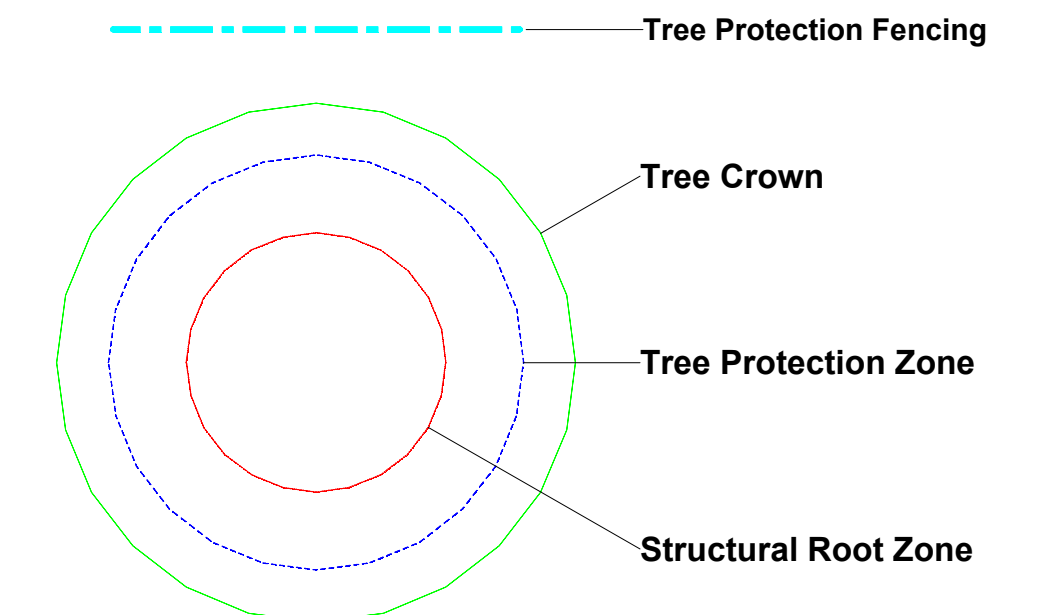 Tree Protection Fencing
Tree Crown
Tree Protection Zone
Structural Root Zone